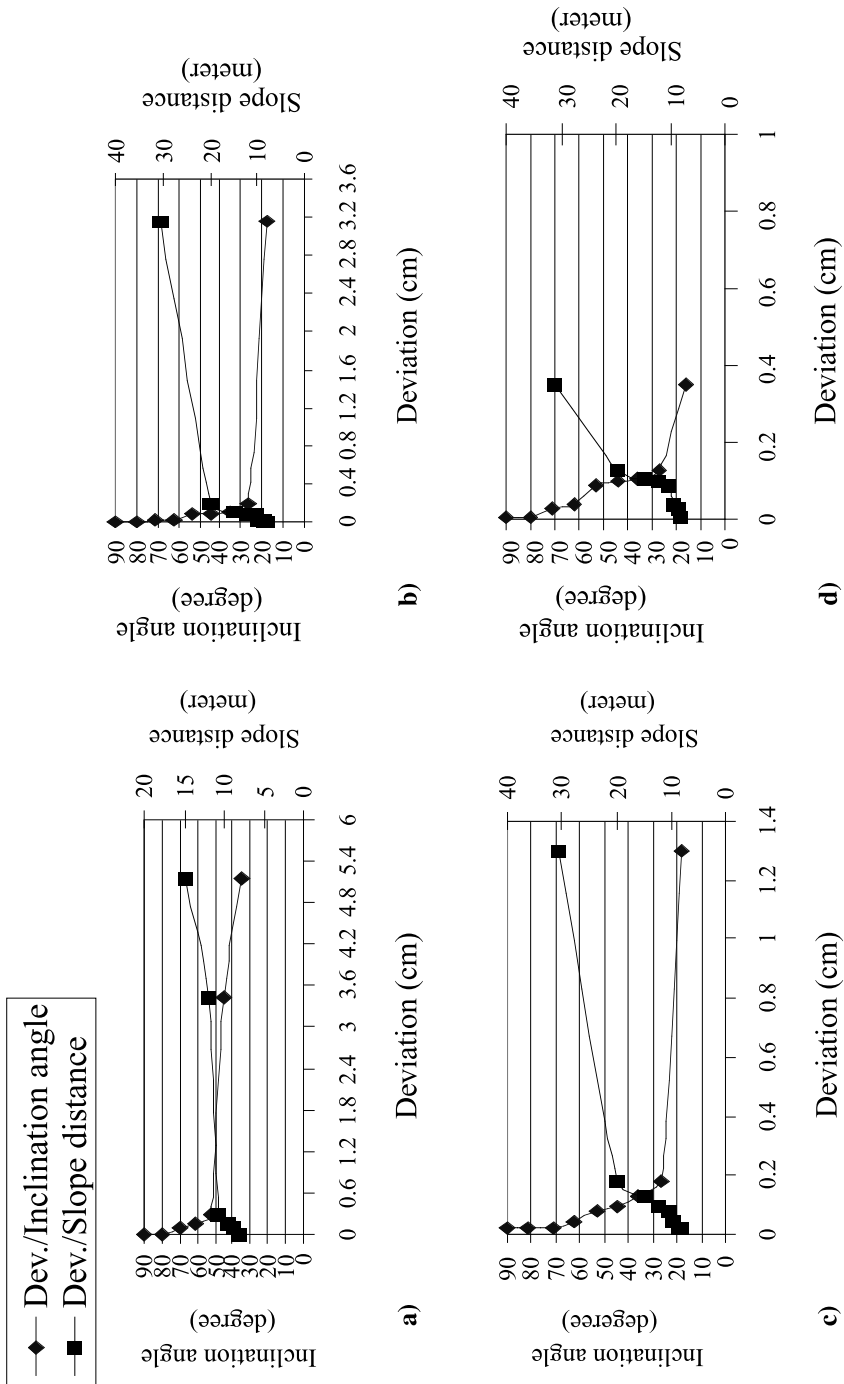 Dev./Inclination angle
Dev./Slope distance
Inclination angle
(degree)
90
80
70
60
50
40
30
20
10
0
0 0.6 1.2 1.8 2.4 3 3.6 4.2 4.8 5.4 6
20
15
10
5
0
Slope distance
(meter)
Deviation (cm)
a)
Inclination angle
(degree)
90
80
70
60
50
40
30
20
10
0
0 0.4 0.8 1.2 1.6 2 2.4 2.8 3.2 3.6
40
30
20
10
0
Slope distance
(meter)
Deviation (cm)
b)
Inclination angle
(degeree)
90
80
70
60
50
40
30
20
10
0
0 0.2 0.4 0.6 0.8 1 1.2 1.4
40
30
20
10
0
Slope distance
(meter)
Deviation (cm)
c)
Inclination angle
(degree)
90
80
70
60
50
40
30
20
10
0
0 0.2 0.4 0.6 0.8 1
40
30
20
10
0
Slope distance
(meter)
Deviation (cm)
d)